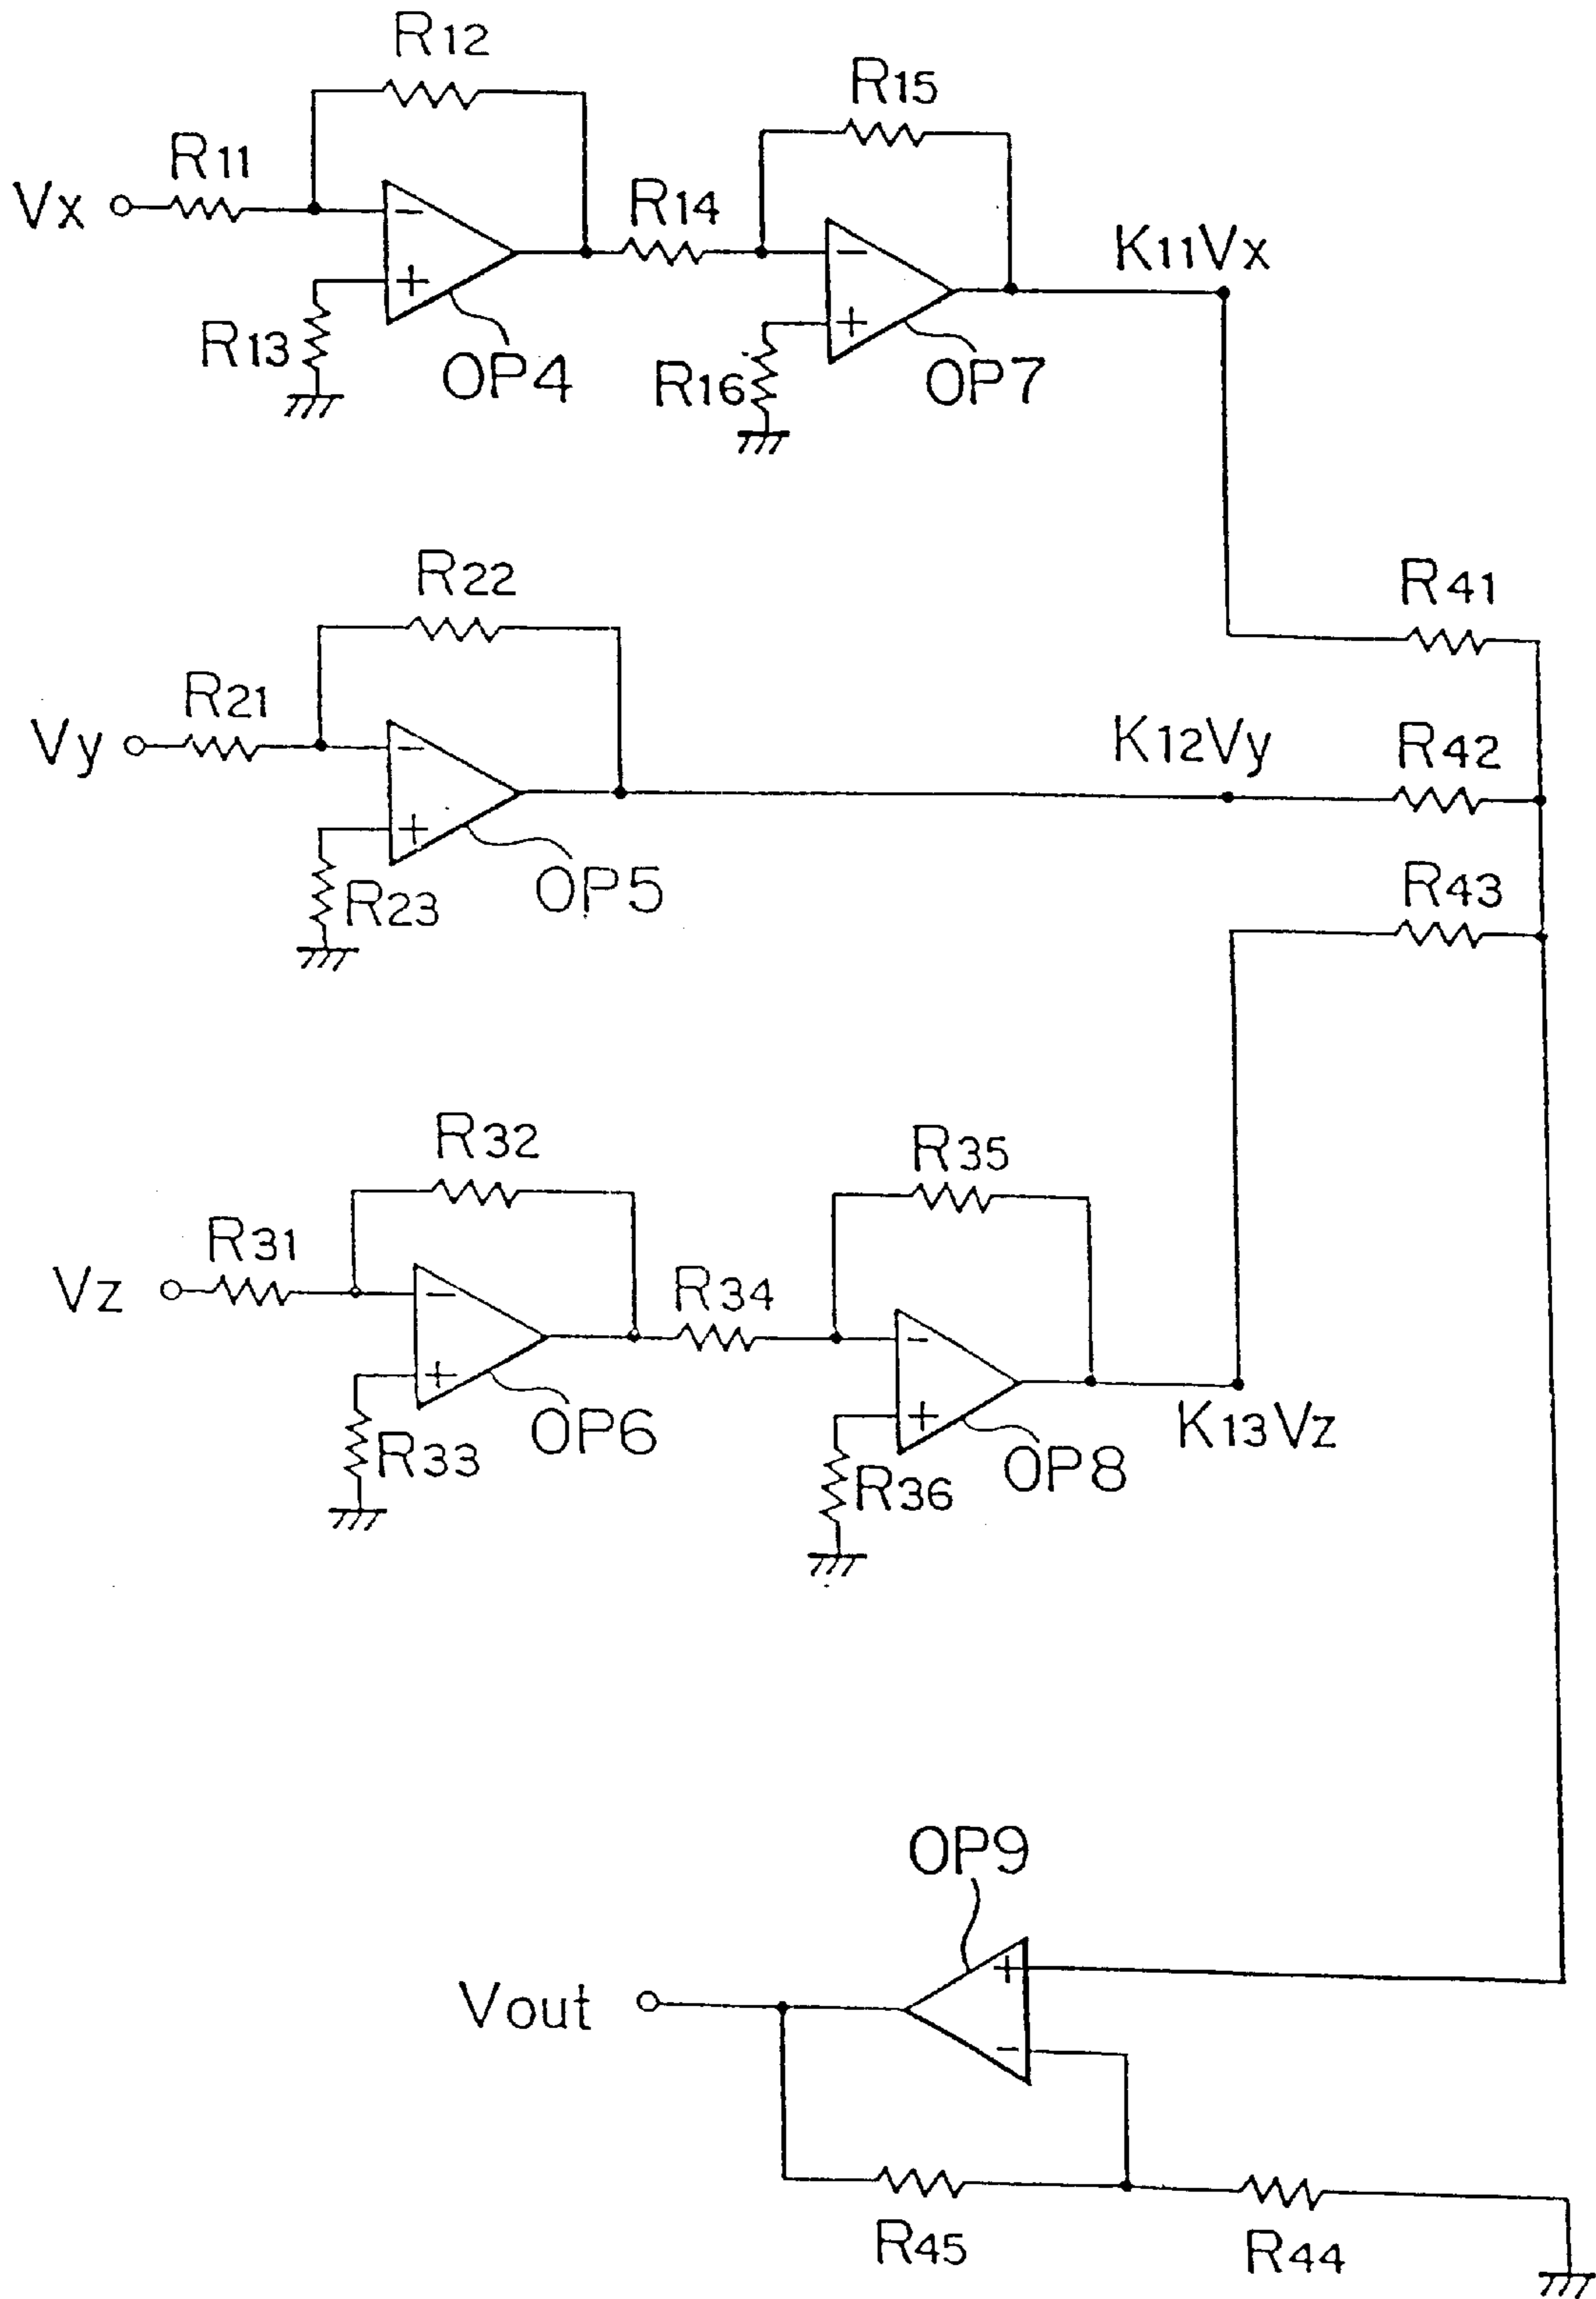 R12
R15
R11
Vx
R14
K11Vx
−
−
+
+
R13
OP4
R16
OP7
R22
R41
R21
Vy
K12Vy
R42
−
+
R23
OP5
R43
R32
R35
R31
Vz
R34
−
−
+
+
R33
OP6
R36
OP8
K13Vz
OP9
+
Vout
−
R45
R44